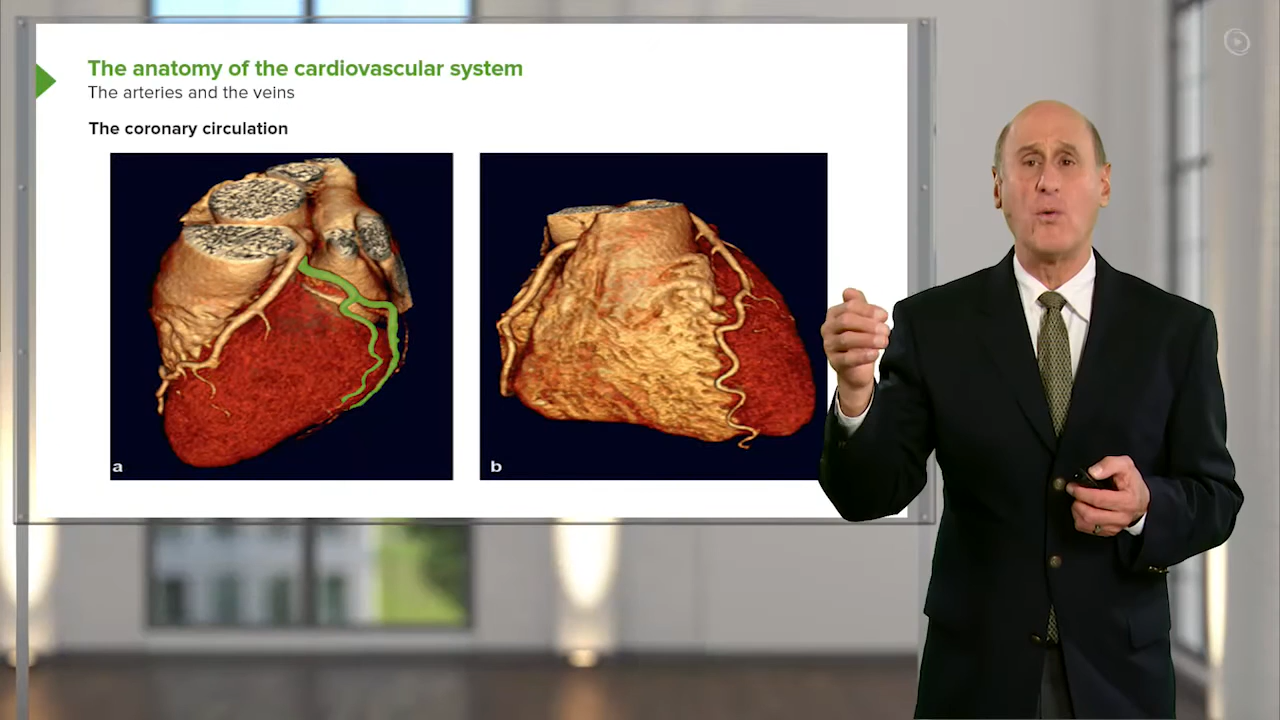 The anatomy of the cardiovascular system
The arteries and the veins
The coronary circulation
a
b